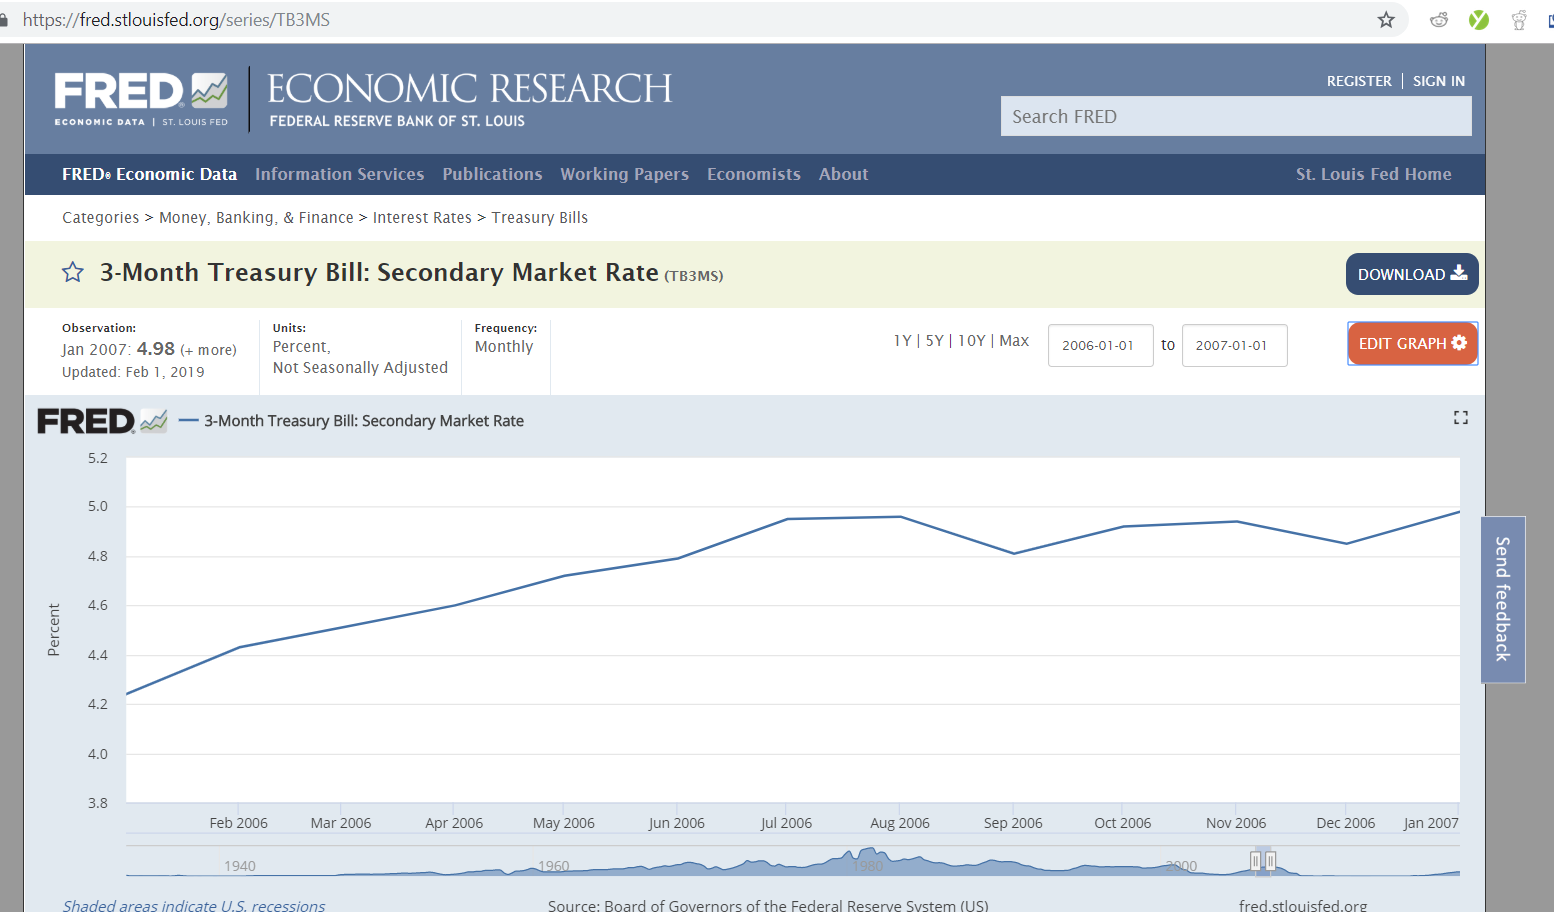 https://fred.stlouisfed.org/series/TB3MS
FRED
ECONOMIC DATA | ST. LOUIS FED
ECONOMIC RESEARCH
FEDERAL RESERVE BANK OF ST. LOUIS
REGISTER | SIGN IN
Search FRED
FRED® Economic Data Information Services Publications Working Papers Economists About St. Louis Fed Home
Categories > Money, Banking, & Finance > Interest Rates > Treasury Bills
3-Month Treasury Bill: Secondary Market Rate (TB3MS)
DOWNLOAD
Observation:
Jan 2007: 4.98 (+ more)
Updated: Feb 1, 2019
Units:
Percent,
Not Seasonally Adjusted
Frequency:
Monthly
1Y | 5Y | 10Y | Max
2006-01-01 to 2007-01-01
EDIT GRAPH
FRED
3-Month Treasury Bill: Secondary Market Rate
5.2
5.0
4.8
4.6
4.4
4.2
4.0
3.8
Percent
Feb 2006 Mar 2006 Apr 2006 May 2006 Jun 2006 Jul 2006 Aug 2006 Sep 2006 Oct 2006 Nov 2006 Dec 2006 Jan 2007
1940 1960 1980 2000
Send feedback
Shaded areas indicate U.S. recessions Source: Board of Governors of the Federal Reserve System (US) fred.stlouisfed.org